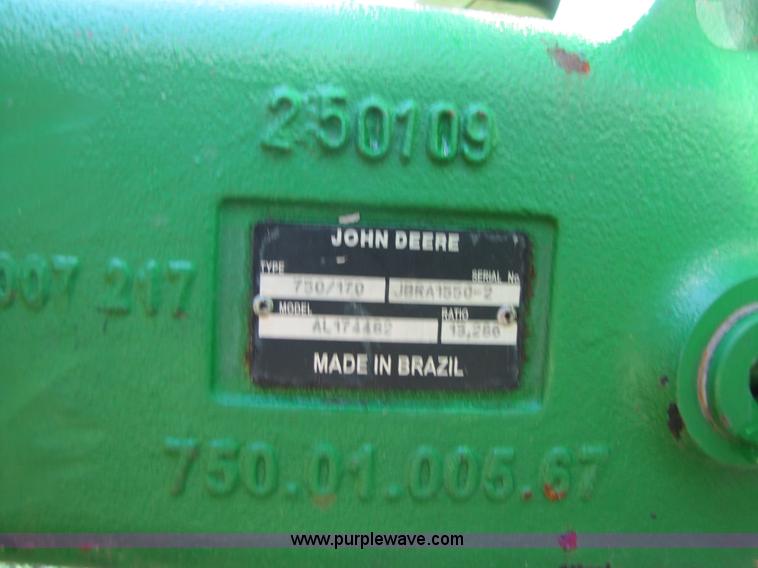 250109
JOHN DEERE
TYPE SERIAL No
750/170 JBRA1550-2
007 217
MODEL RATIO
AL174482 13,286
MADE IN BRAZIL
750.01.005.67
www.purplewave.com